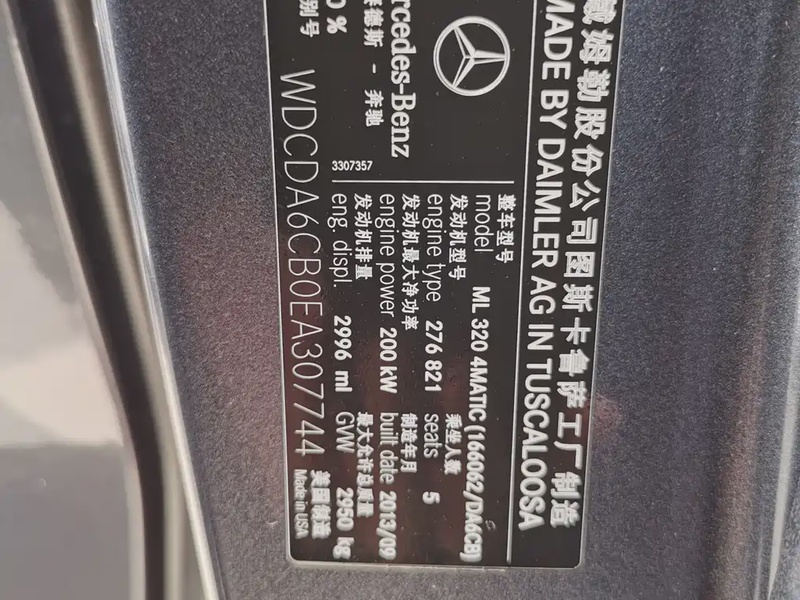 戴姆勒股份公司图斯卡鲁萨工厂制造
MADE BY DAIMLER AG IN TUSCALOOSA
整车型号
model ML 320 4MATIC (166062/DA6CB)
发动机型号 乘坐人数
engine type 276 821 seats 5
发动机最大净功率 制造年月
engine power 200 kW built date 2013/09
发动机排量 最大允许总质量
eng. displ. 2996 ml GVW 2950 kg
ercedes-Benz
赛德斯 - 奔驰
3307357
0 %
别号
WDCDA6CB0EA307744
美国制造
Made in USA